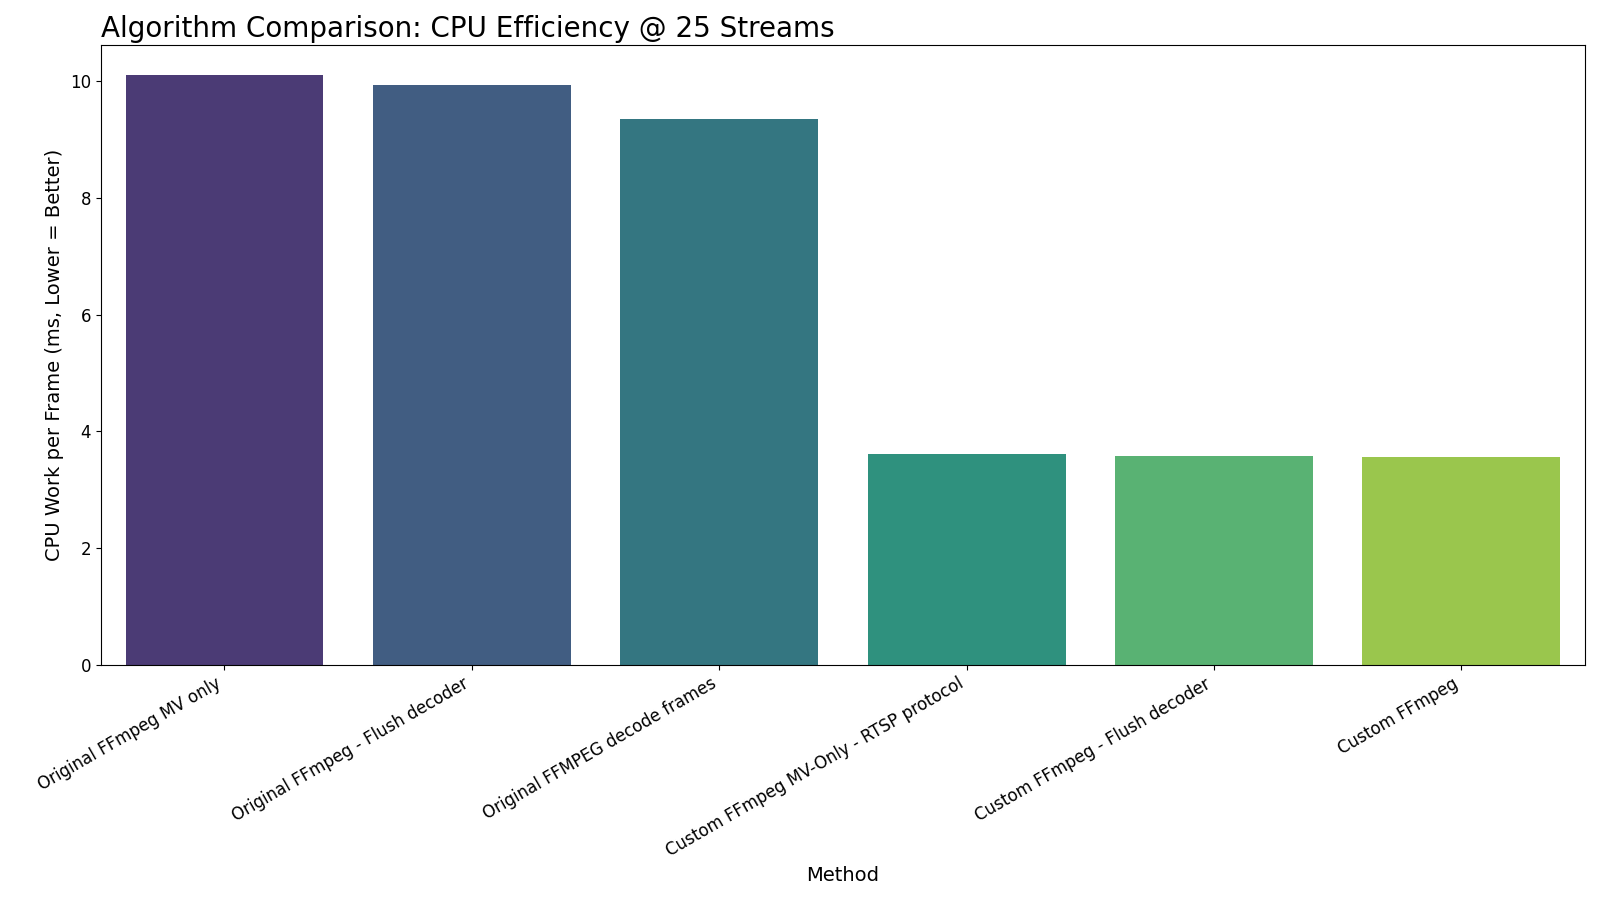 Algorithm Comparison: CPU Efficiency @ 25 Streams
CPU Work per Frame (ms, Lower = Better)
10
8
6
4
2
0
Original FFmpeg MV only
Original FFmpeg - Flush decoder
Original FFMPEG decode frames
Custom FFmpeg MV-Only - RTSP protocol
Custom FFmpeg - Flush decoder
Custom FFmpeg
Method